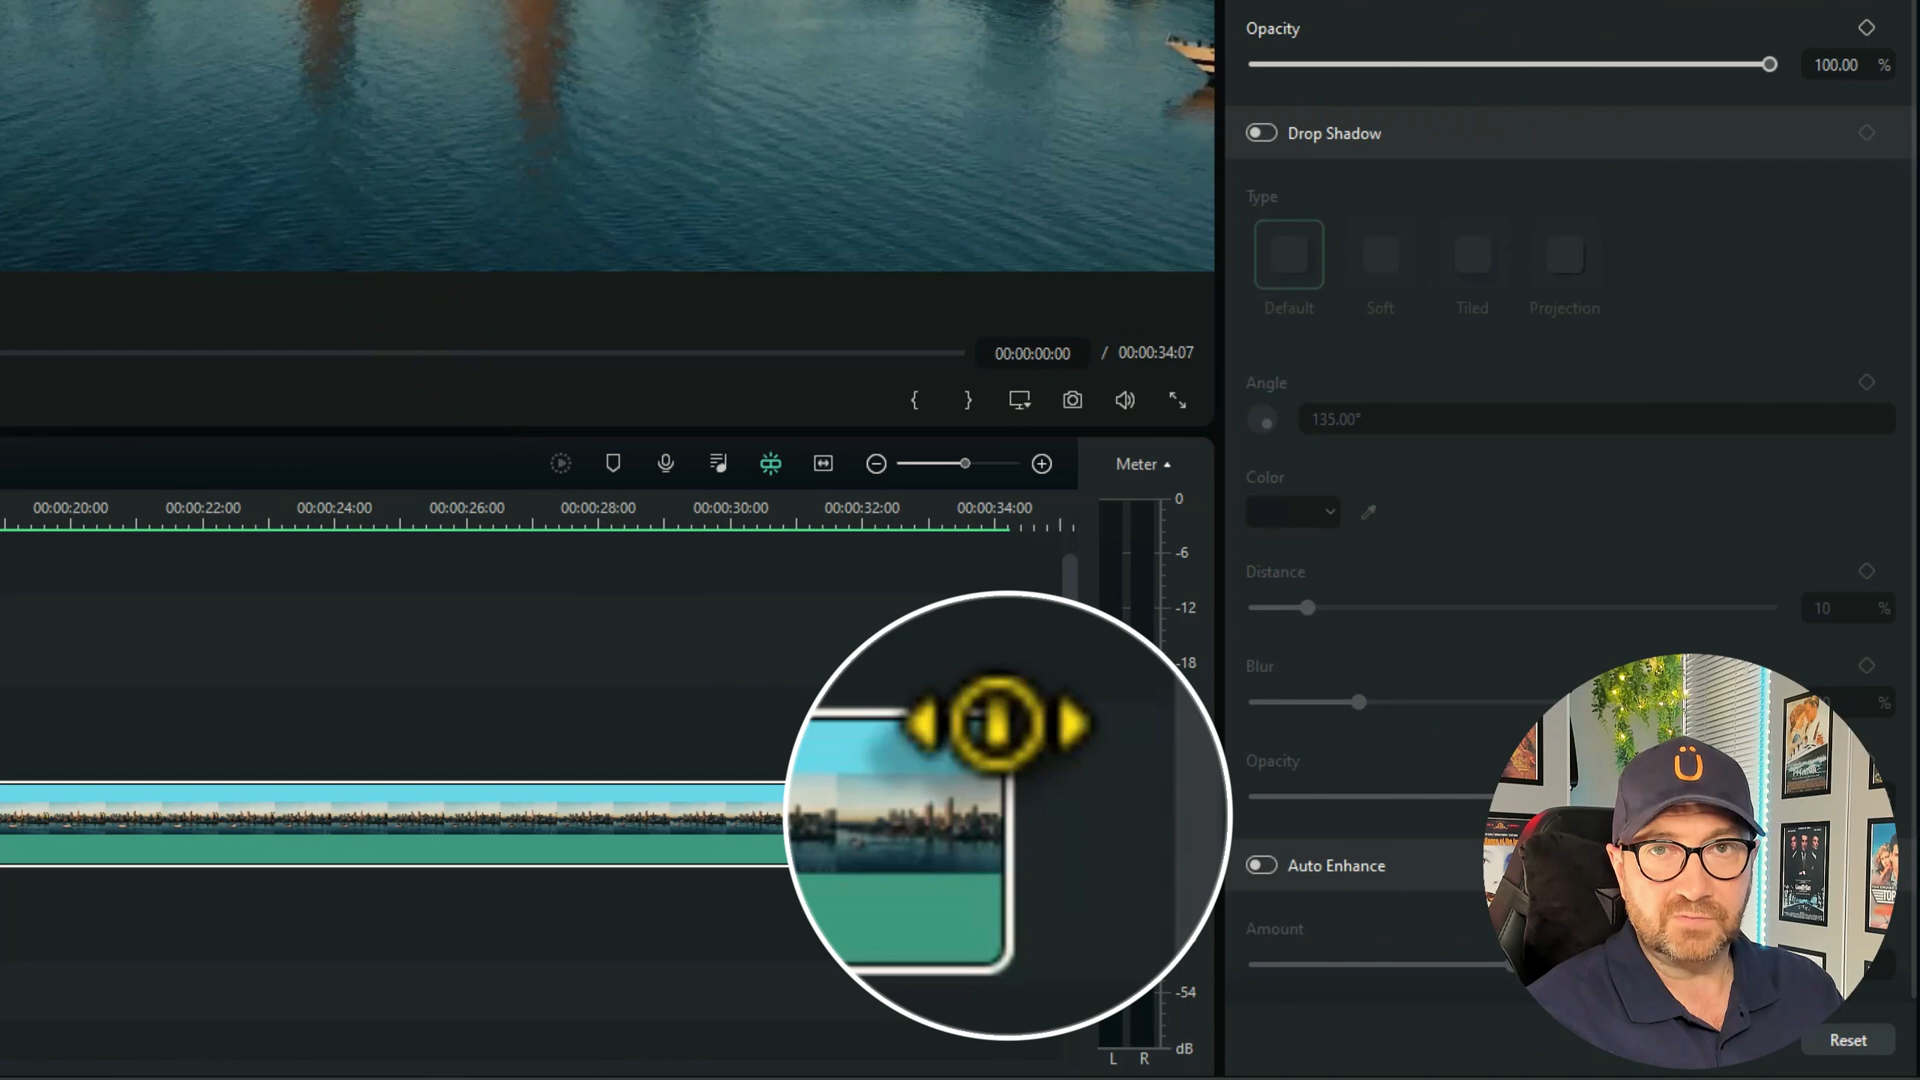 Opacity
100.00 %
Drop Shadow
Type
Default Soft Tiled Projection
00:00:00:00 / 00:00:34:07
Angle
135.00°
{ }
Meter
Color
00:00:20:00 00:00:22:00 00:00:24:00 00:00:26:00 00:00:28:00 00:00:30:00 00:00:32:00 00:00:34:00
0
-6
-12
-18
-54
dB
L R
Distance
10 %
Blur
%
Opacity
Ü
Auto Enhance
TOP
Amount
Reset